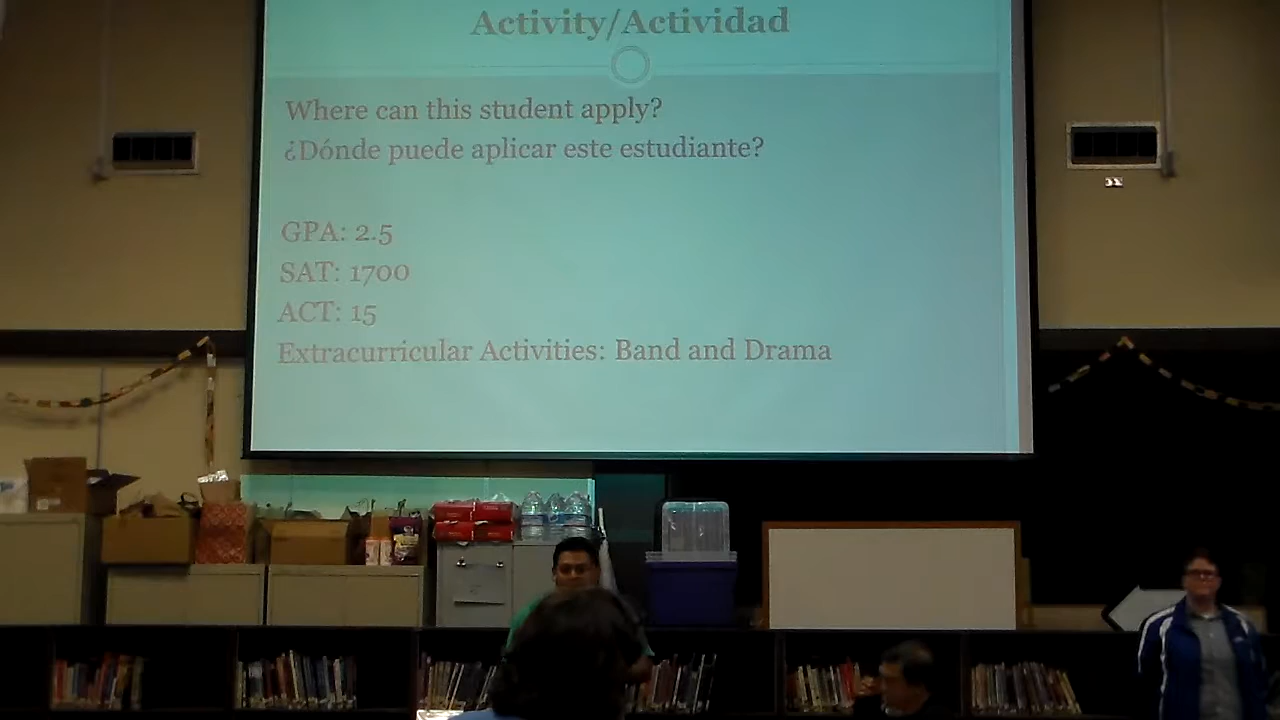 Activity/Actividad
Where can this student apply?
¿Dónde puede aplicar este estudiante?
GPA: 2.5
SAT: 1700
ACT: 15
Extracurricular Activities: Band and Drama